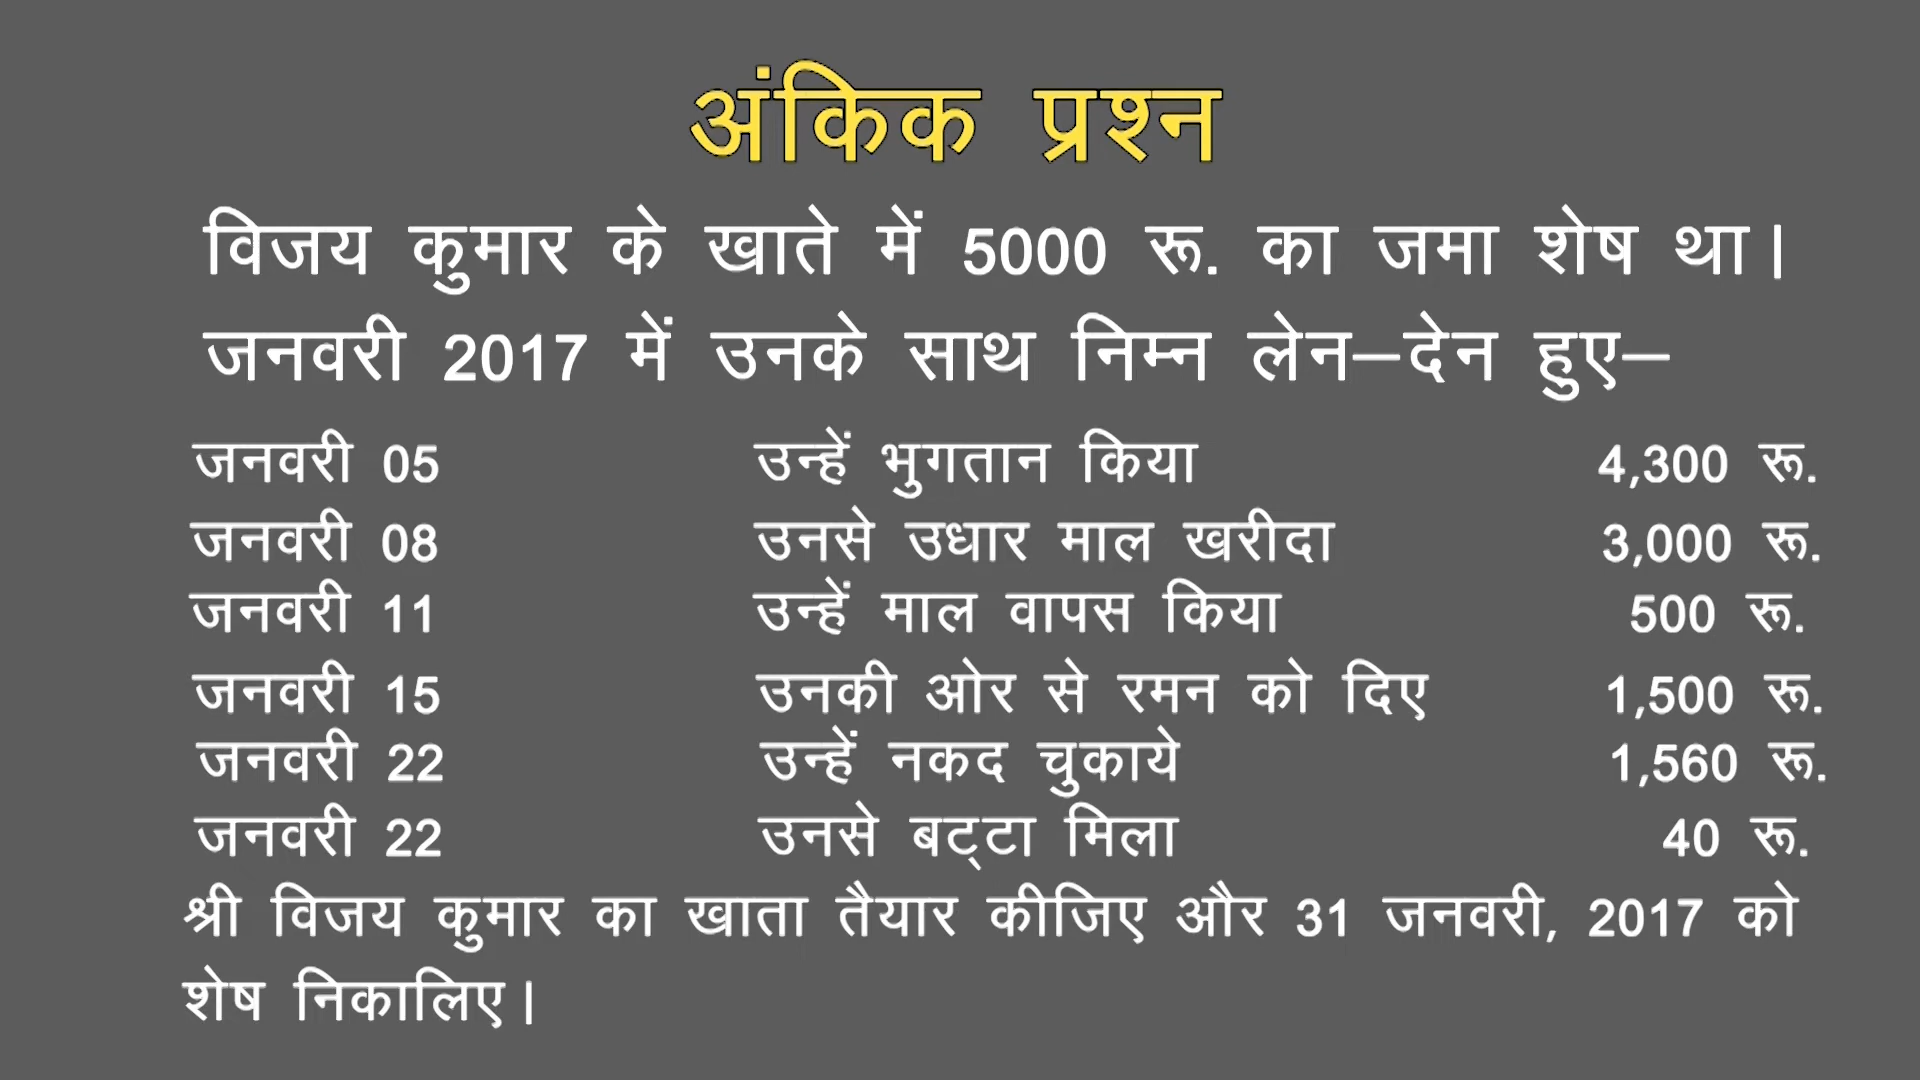 अंकिक प्रश्न
विजय कुमार के खाते में 5000 रू. का जमा शेष था।
जनवरी 2017 में उनके साथ निम्न लेन–देन हुए–
जनवरी 05 उन्हें भुगतान किया 4,300 रू.
जनवरी 08 उनसे उधार माल खरीदा 3,000 रू.
जनवरी 11 उन्हें माल वापस किया 500 रू.
जनवरी 15 उनकी ओर से रमन को दिए 1,500 रू.
जनवरी 22 उन्हें नकद चुकाये 1,560 रू.
जनवरी 22 उनसे बट्टा मिला 40 रू.
श्री विजय कुमार का खाता तैयार कीजिए और 31 जनवरी, 2017 को
शेष निकालिए।